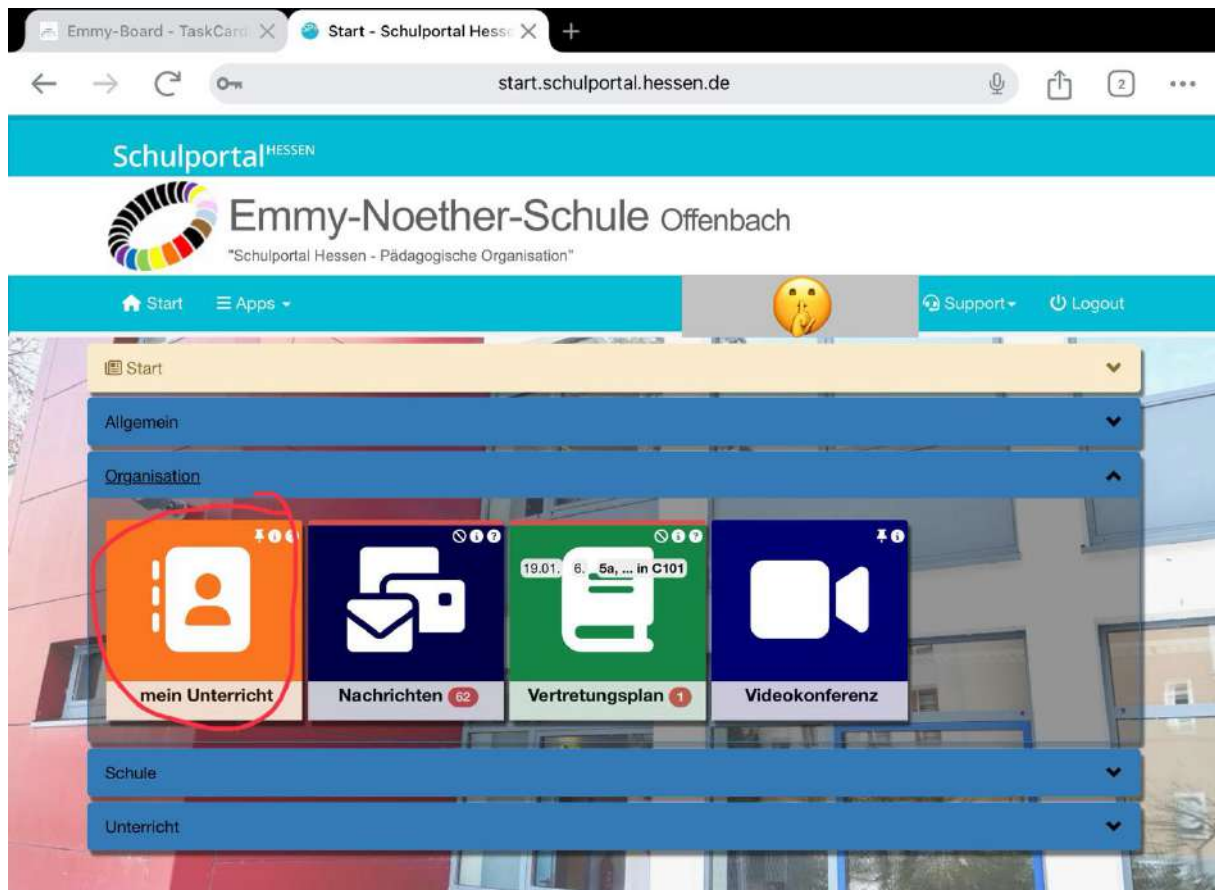 Emmy-Board - TaskCard
Start - Schulportal Hess
start.schulportal.hessen.de
2
Schulportal HESSEN
Emmy-Noether-Schule Offenbach
"Schulportal Hessen - Pädagogische Organisation"
Start
Apps
Support
Logout
Start
Allgemein
Organisation
19.01. 6. 5a, ... in C101
mein Unterricht
Nachrichten 62
Vertretungsplan 1
Videokonferenz
Schule
Unterricht